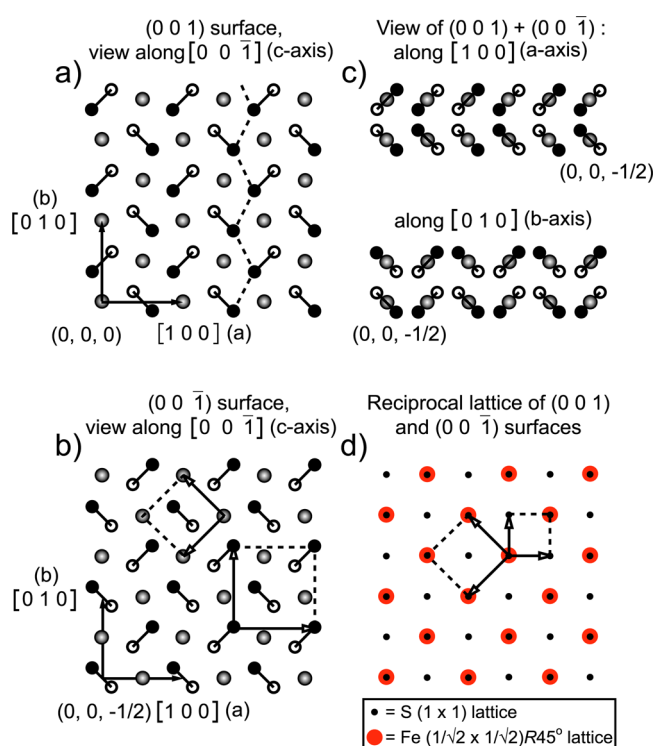 (0 0 1) surface,
view along [0 0 1̅] (c-axis)
a)
(b)
[0 1 0]
(0, 0, 0)
[1 0 0] (a)
View of (0 0 1) + (0 0 1̅) :
along [1 0 0] (a-axis)
c)
(0, 0, -1/2)
along [0 1 0] (b-axis)
(0, 0, -1/2)
(0 0 1̅) surface,
view along [0 0 1̅] (c-axis)
b)
(b)
[0 1 0]
(0, 0, -1/2) [1 0 0] (a)
Reciprocal lattice of (0 0 1)
and (0 0 1̅) surfaces
d)
= S (1 x 1) lattice
= Fe (1/√2 x 1/√2)R45° lattice